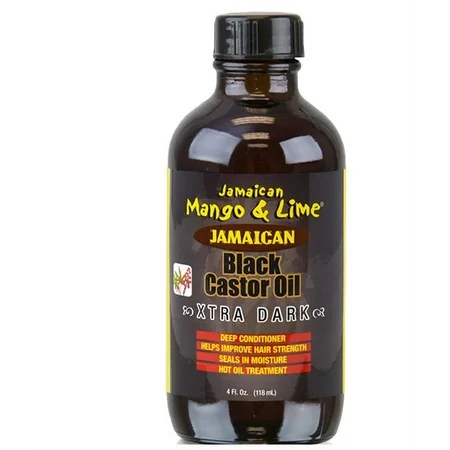 Jamaican
Mango & Lime®
JAMAICAN
Black
Castor Oil
XTRA DARK
DEEP CONDITIONER
HELPS IMPROVE HAIR STRENGTH
SEALS IN MOISTURE
HOT OIL TREATMENT
4 Fl. Oz. (118 mL)